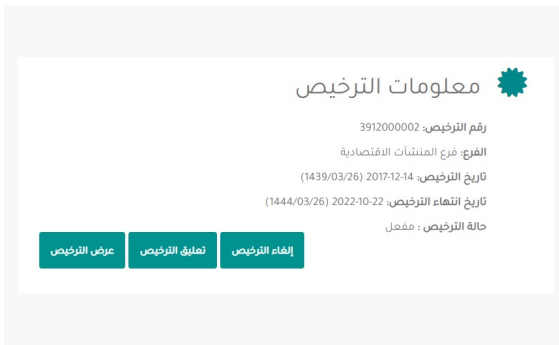 معلومات الترخيص
رقم الترخيص: 3912000002
الفرع: فرع المنشآت الاقتصادية
تاريخ الترخيص: 14-12-2017 (1439/03/26)
تاريخ انتهاء الترخيص: 22-10-2022 (1444/03/26)
حالة الترخيص : مفعل
إلغاء الترخيص
تعليق الترخيص
عرض الترخيص